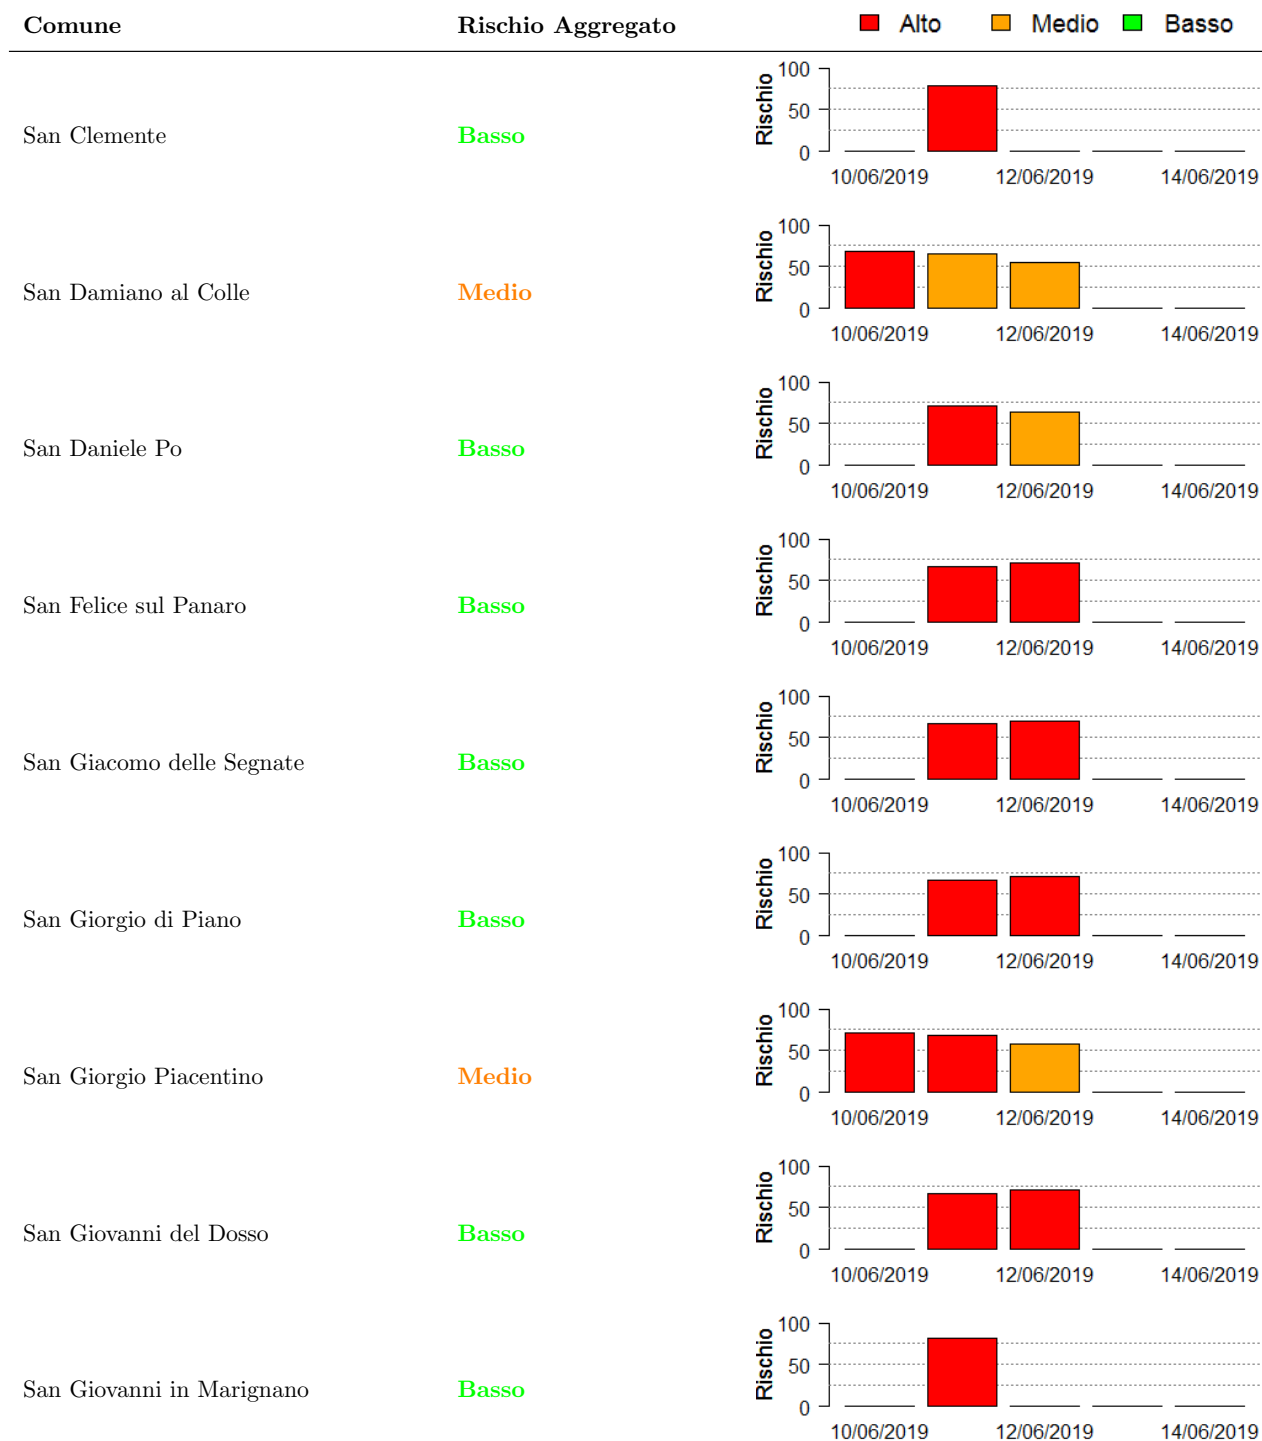 Comune Rischio Aggregato Alto Medio Basso
100
50
0
Rischio
San Clemente Basso
10/06/2019 12/06/2019 14/06/2019
100
50
0
Rischio
San Damiano al Colle Medio
10/06/2019 12/06/2019 14/06/2019
100
50
0
Rischio
San Daniele Po Basso
10/06/2019 12/06/2019 14/06/2019
100
50
0
Rischio
San Felice sul Panaro Basso
10/06/2019 12/06/2019 14/06/2019
100
50
0
Rischio
San Giacomo delle Segnate Basso
10/06/2019 12/06/2019 14/06/2019
100
50
0
Rischio
San Giorgio di Piano Basso
10/06/2019 12/06/2019 14/06/2019
100
50
0
Rischio
San Giorgio Piacentino Medio
10/06/2019 12/06/2019 14/06/2019
100
50
0
Rischio
San Giovanni del Dosso Basso
10/06/2019 12/06/2019 14/06/2019
100
50
0
Rischio
San Giovanni in Marignano Basso
10/06/2019 12/06/2019 14/06/2019